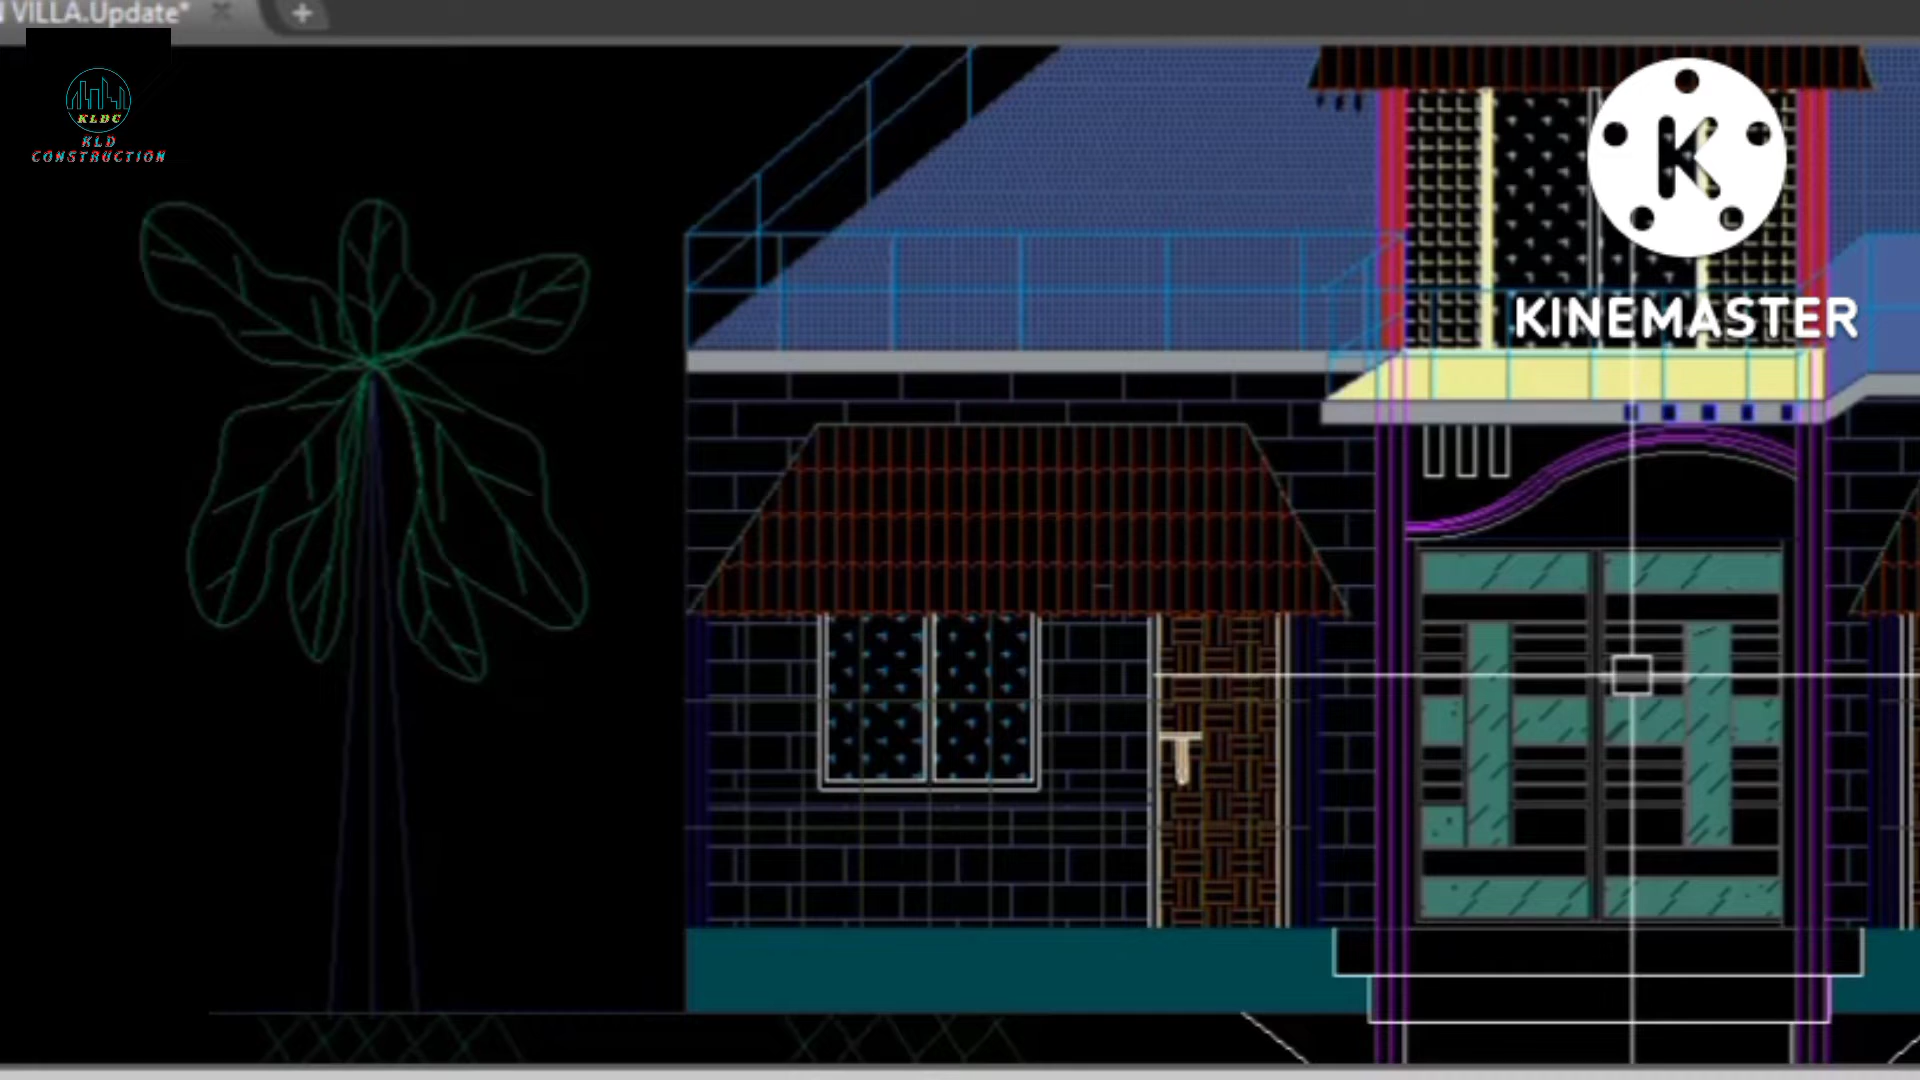 VILLA.Update*
KLDC
KLD
CONSTRUCTION
K
KINEMASTER